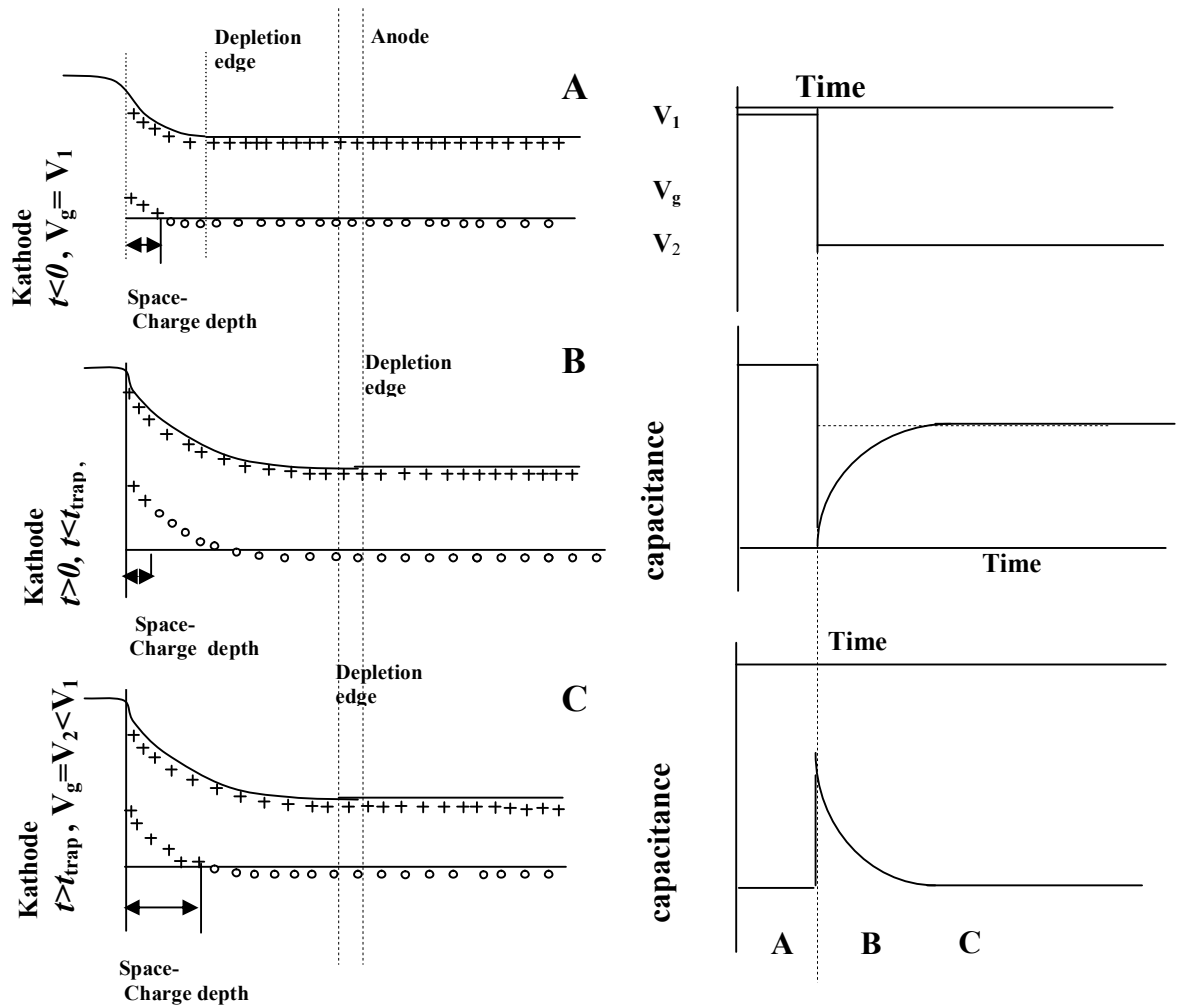 Depletion
edge
Anode
A
Kathode
t<0, Vg= V1
Space-
Charge depth
B
Depletion
edge
Kathode
t>0, t<ttrap,
Space-
Charge depth
C
Depletion
edge
Kathode
t>ttrap, Vg=V2<V1
Space-
Charge depth
Time
V1
Vg
V2
capacitance
Time
Time
capacitance
A B C